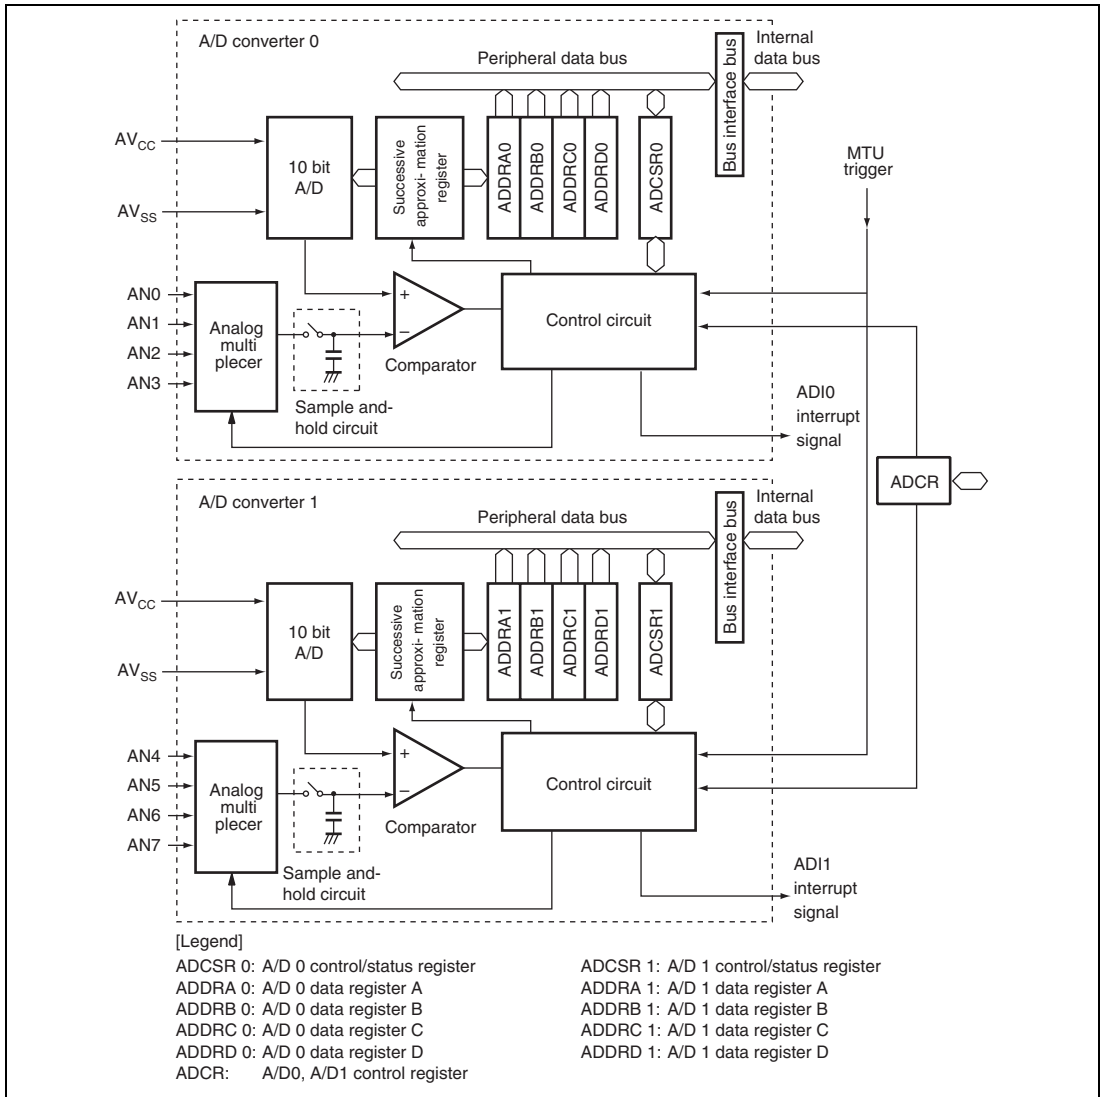 A/D converter 0
Peripheral data bus
Internal
data bus
Bus interface bus
AVCC
AVSS
10 bit
A/D
Successive
approxi- mation
register
ADDRA0
ADDRB0
ADDRC0
ADDRD0
ADCSR0
MTU
trigger
AN0
AN1
AN2
AN3
Analog
multi
plecer
+
−
Comparator
Sample and-
hold circuit
Control circuit
ADI0
interrupt
signal
ADCR
A/D converter 1
Peripheral data bus
Internal
data bus
Bus interface bus
AVCC
AVSS
10 bit
A/D
Successive
approxi- mation
register
ADDRA1
ADDRB1
ADDRC1
ADDRD1
ADCSR1
AN4
AN5
AN6
AN7
Analog
multi
plecer
+
−
Comparator
Sample and-
hold circuit
Control circuit
ADI1
interrupt
signal
[Legend]
ADCSR 0: A/D 0 control/status register
ADDRA 0: A/D 0 data register A
ADDRB 0: A/D 0 data register B
ADDRC 0: A/D 0 data register C
ADDRD 0: A/D 0 data register D
ADCR: A/D0, A/D1 control register
ADCSR 1: A/D 1 control/status register
ADDRA 1: A/D 1 data register A
ADDRB 1: A/D 1 data register B
ADDRC 1: A/D 1 data register C
ADDRD 1: A/D 1 data register D